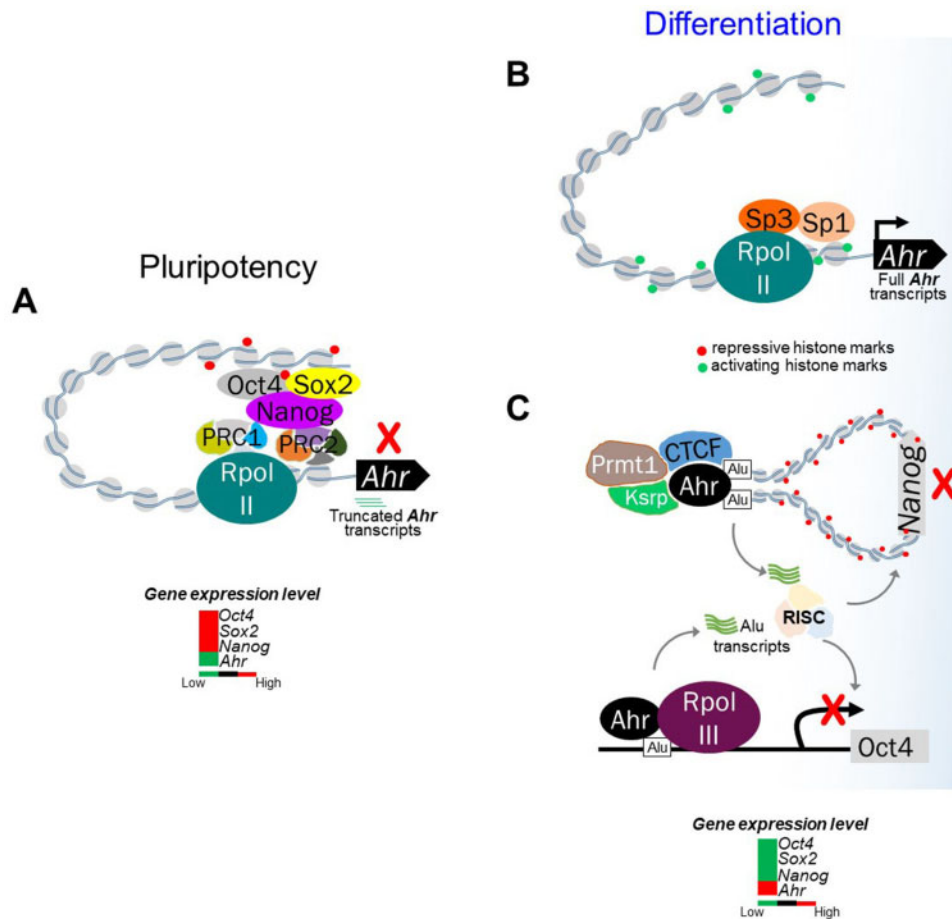 Differentiation
B
Sp3
Sp1
Rpol
II
Ahr
Full Ahr
transcripts
Pluripotency
A
Oct4
Sox2
Nanog
PRC1
PRC2
Rpol
II
X
Ahr
Truncated Ahr
transcripts
repressive histone marks
activating histone marks
Gene expression level
Oct4
Sox2
Nanog
Ahr
Low
High
C
Prmt1
CTCF
Ksrp
Ahr
Alu
Alu
Nanog
X
RISC
Alu
transcripts
Ahr
Rpol
III
Alu
X
Oct4
Gene expression level
Oct4
Sox2
Nanog
Ahr
Low
High